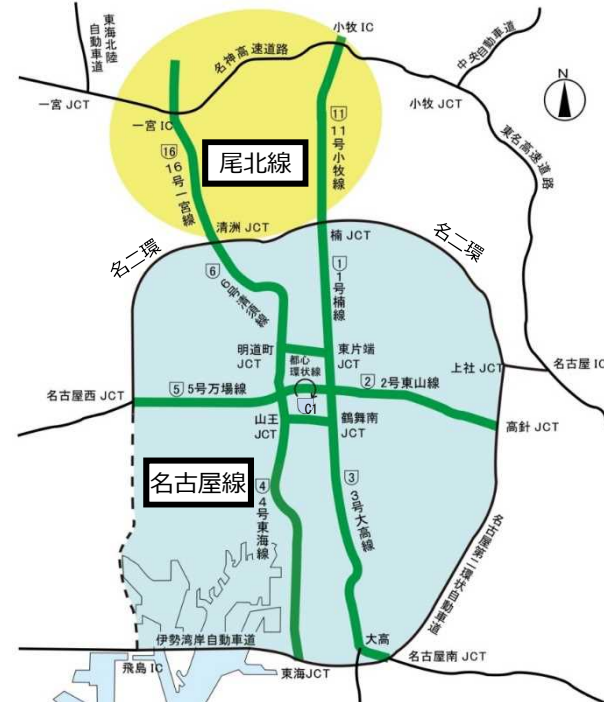 東海北陸
自動車道
小牧 IC
名神高速道路
中央自動車道
N
一宮 JCT
小牧 JCT
一宮 IC
11
11号小牧線
東名高速道路
16
16号一宮線
尾北線
清洲 JCT
楠 JCT
名二環
名二環
6
6号清須線
1
1号楠線
明道町
JCT
都心
環状線
東片端
JCT
上社 JCT
名古屋 IC
名古屋西 JCT
5
5号万場線
2
2号東山線
C1
山王
JCT
鶴舞南
JCT
高針 JCT
名古屋線
4
4号東海線
3
3号大高線
名古屋第二環状自動車道
伊勢湾岸自動車道
大高
飛島 IC
東海JCT
名古屋南 JCT